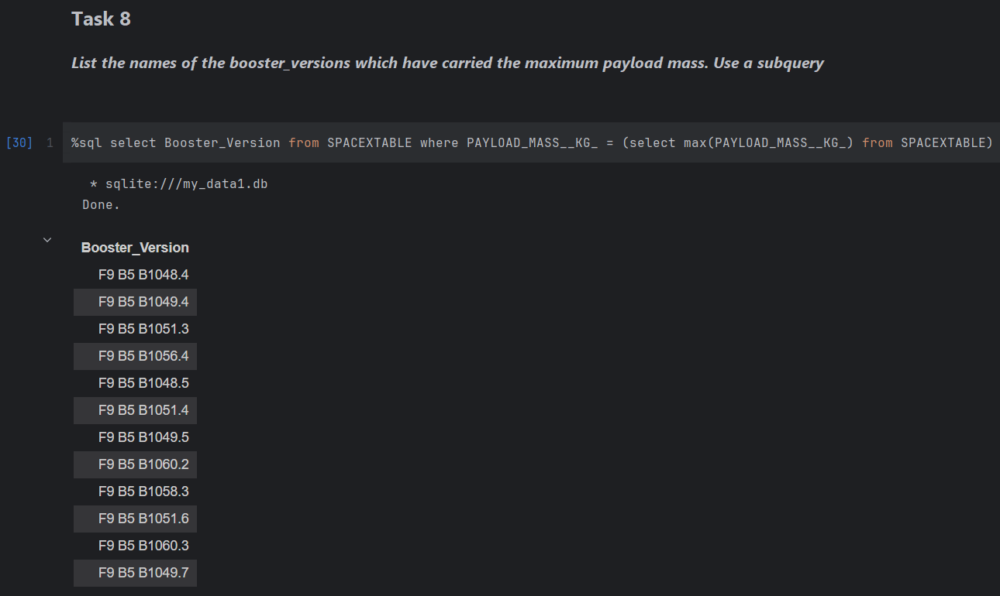 Task 8
List the names of the booster_versions which have carried the maximum payload mass. Use a subquery
[30] 1 %sql select Booster_Version from SPACEXTABLE where PAYLOAD_MASS__KG_ = (select max(PAYLOAD_MASS__KG_) from SPACEXTABLE)
* sqlite:///my_data1.db
Done.
Booster_Version
F9 B5 B1048.4
F9 B5 B1049.4
F9 B5 B1051.3
F9 B5 B1056.4
F9 B5 B1048.5
F9 B5 B1051.4
F9 B5 B1049.5
F9 B5 B1060.2
F9 B5 B1058.3
F9 B5 B1051.6
F9 B5 B1060.3
F9 B5 B1049.7